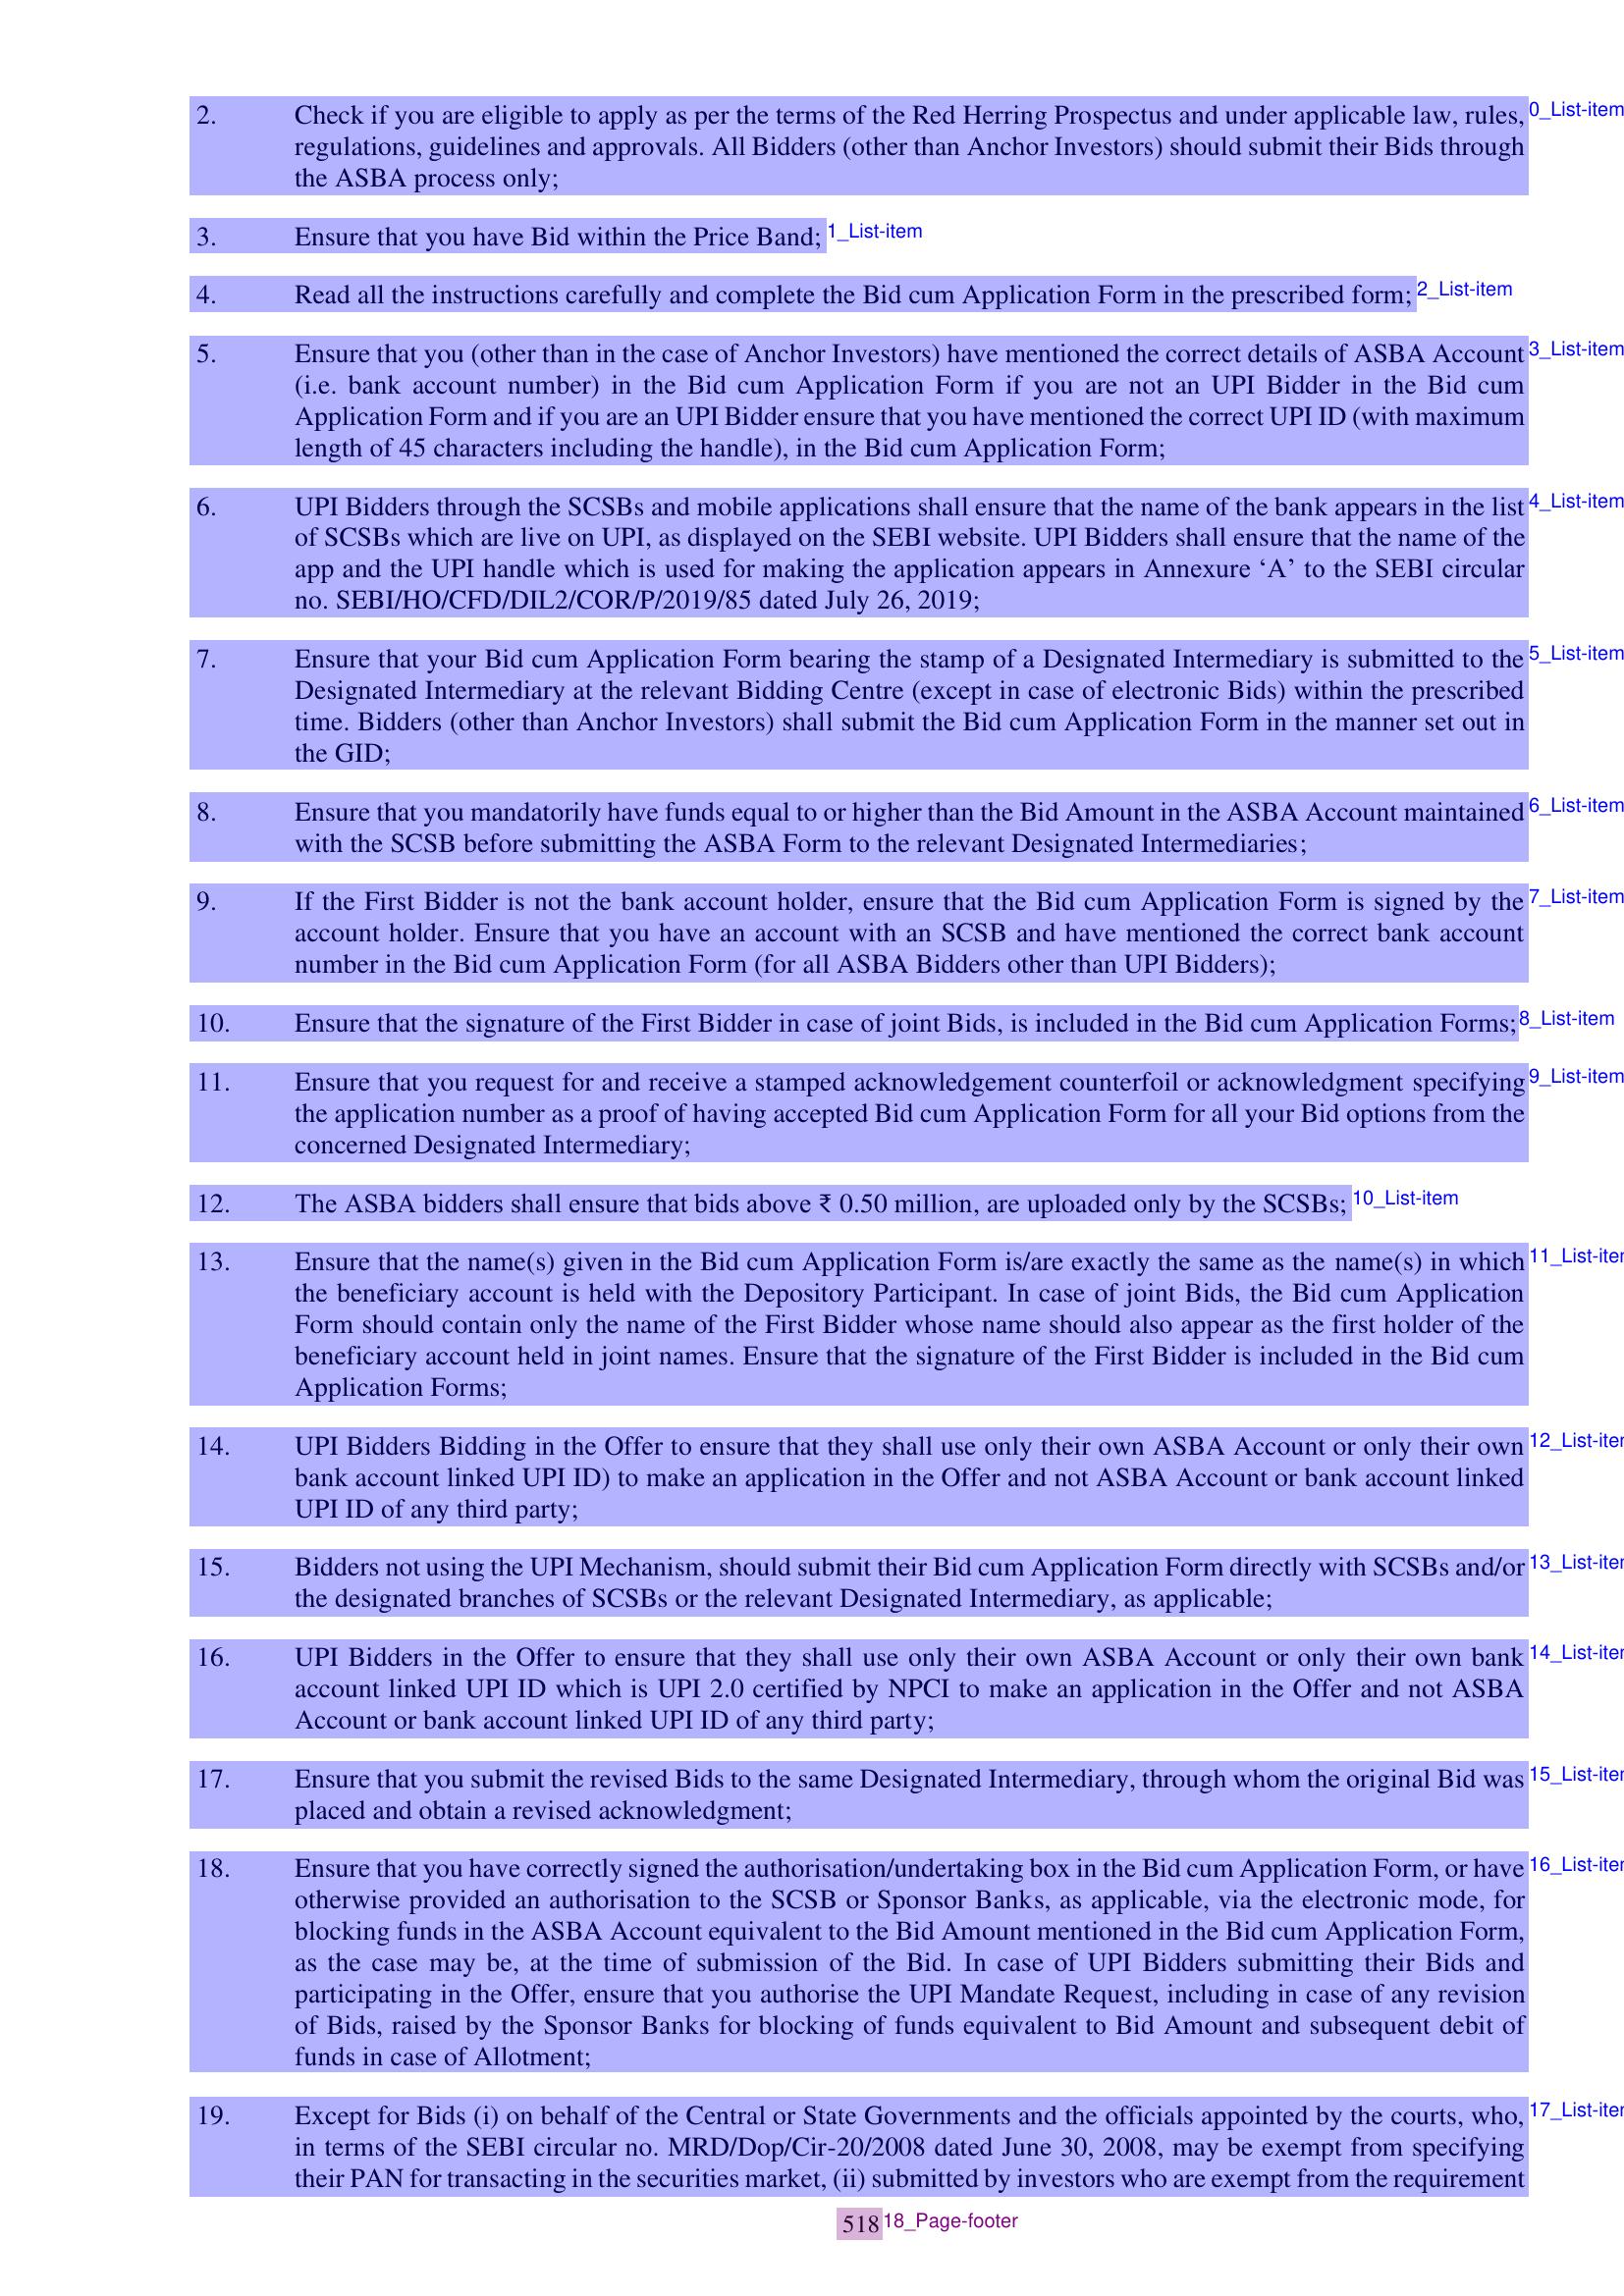 2. Check if you are eligible to apply as per the terms of the Red Herring Prospectus and under applicable law, rules, 0_List-item
regulations, guidelines and approvals. All Bidders (other than Anchor Investors) should submit their Bids through
the ASBA process only;
3. Ensure that you have Bid within the Price Band; 1_List-item
4. Read all the instructions carefully and complete the Bid cum Application Form in the prescribed form; 2_List-item
5. Ensure that you (other than in the case of Anchor Investors) have mentioned the correct details of ASBA Account 3_List-item
(i.e. bank account number) in the Bid cum Application Form if you are not an UPI Bidder in the Bid cum
Application Form and if you are an UPI Bidder ensure that you have mentioned the correct UPI ID (with maximum
length of 45 characters including the handle), in the Bid cum Application Form;
6. UPI Bidders through the SCSBs and mobile applications shall ensure that the name of the bank appears in the list 4_List-item
of SCSBs which are live on UPI, as displayed on the SEBI website. UPI Bidders shall ensure that the name of the
app and the UPI handle which is used for making the application appears in Annexure ‘A’ to the SEBI circular
no. SEBI/HO/CFD/DIL2/COR/P/2019/85 dated July 26, 2019;
7. Ensure that your Bid cum Application Form bearing the stamp of a Designated Intermediary is submitted to the 5_List-item
Designated Intermediary at the relevant Bidding Centre (except in case of electronic Bids) within the prescribed
time. Bidders (other than Anchor Investors) shall submit the Bid cum Application Form in the manner set out in
the GID;
8. Ensure that you mandatorily have funds equal to or higher than the Bid Amount in the ASBA Account maintained 6_List-item
with the SCSB before submitting the ASBA Form to the relevant Designated Intermediaries;
9. If the First Bidder is not the bank account holder, ensure that the Bid cum Application Form is signed by the 7_List-item
account holder. Ensure that you have an account with an SCSB and have mentioned the correct bank account
number in the Bid cum Application Form (for all ASBA Bidders other than UPI Bidders);
10. Ensure that the signature of the First Bidder in case of joint Bids, is included in the Bid cum Application Forms; 8_List-item
11. Ensure that you request for and receive a stamped acknowledgement counterfoil or acknowledgment specifying 9_List-item
the application number as a proof of having accepted Bid cum Application Form for all your Bid options from the
concerned Designated Intermediary;
12. The ASBA bidders shall ensure that bids above ₹ 0.50 million, are uploaded only by the SCSBs; 10_List-item
13. Ensure that the name(s) given in the Bid cum Application Form is/are exactly the same as the name(s) in which 11_List-iter
the beneficiary account is held with the Depository Participant. In case of joint Bids, the Bid cum Application
Form should contain only the name of the First Bidder whose name should also appear as the first holder of the
beneficiary account held in joint names. Ensure that the signature of the First Bidder is included in the Bid cum
Application Forms;
14. UPI Bidders Bidding in the Offer to ensure that they shall use only their own ASBA Account or only their own 12_List-iter
bank account linked UPI ID) to make an application in the Offer and not ASBA Account or bank account linked
UPI ID of any third party;
15. Bidders not using the UPI Mechanism, should submit their Bid cum Application Form directly with SCSBs and/or 13_List-iter
the designated branches of SCSBs or the relevant Designated Intermediary, as applicable;
16. UPI Bidders in the Offer to ensure that they shall use only their own ASBA Account or only their own bank 14_List-iter
account linked UPI ID which is UPI 2.0 certified by NPCI to make an application in the Offer and not ASBA
Account or bank account linked UPI ID of any third party;
17. Ensure that you submit the revised Bids to the same Designated Intermediary, through whom the original Bid was 15_List-iter
placed and obtain a revised acknowledgment;
18. Ensure that you have correctly signed the authorisation/undertaking box in the Bid cum Application Form, or have 16_List-iter
otherwise provided an authorisation to the SCSB or Sponsor Banks, as applicable, via the electronic mode, for
blocking funds in the ASBA Account equivalent to the Bid Amount mentioned in the Bid cum Application Form,
as the case may be, at the time of submission of the Bid. In case of UPI Bidders submitting their Bids and
participating in the Offer, ensure that you authorise the UPI Mandate Request, including in case of any revision
of Bids, raised by the Sponsor Banks for blocking of funds equivalent to Bid Amount and subsequent debit of
funds in case of Allotment;
19. Except for Bids (i) on behalf of the Central or State Governments and the officials appointed by the courts, who, 17_List-iter
in terms of the SEBI circular no. MRD/Dop/Cir-20/2008 dated June 30, 2008, may be exempt from specifying
their PAN for transacting in the securities market, (ii) submitted by investors who are exempt from the requirement
518 18_Page-footer